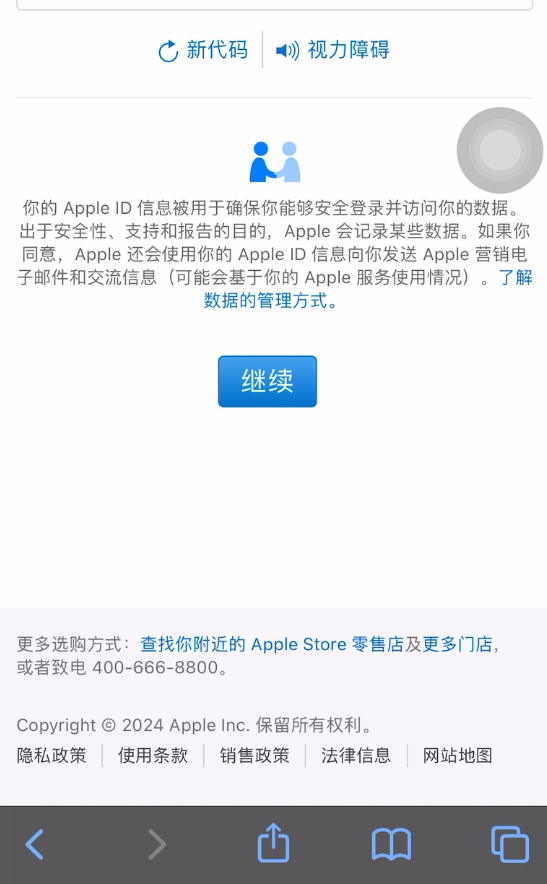 新代码 视力障碍
你的 Apple ID 信息被用于确保你能够安全登录并访问你的数据。
出于安全性、支持和报告的目的，Apple 会记录某些数据。如果你
同意，Apple 还会使用你的 Apple ID 信息向你发送 Apple 营销电
子邮件和交流信息（可能会基于你的 Apple 服务使用情况）。了解
数据的管理方式。
继续
更多选购方式：查找你附近的 Apple Store 零售店及更多门店，
或者致电 400-666-8800。
Copyright © 2024 Apple Inc. 保留所有权利。
隐私政策 使用条款 销售政策 法律信息 网站地图